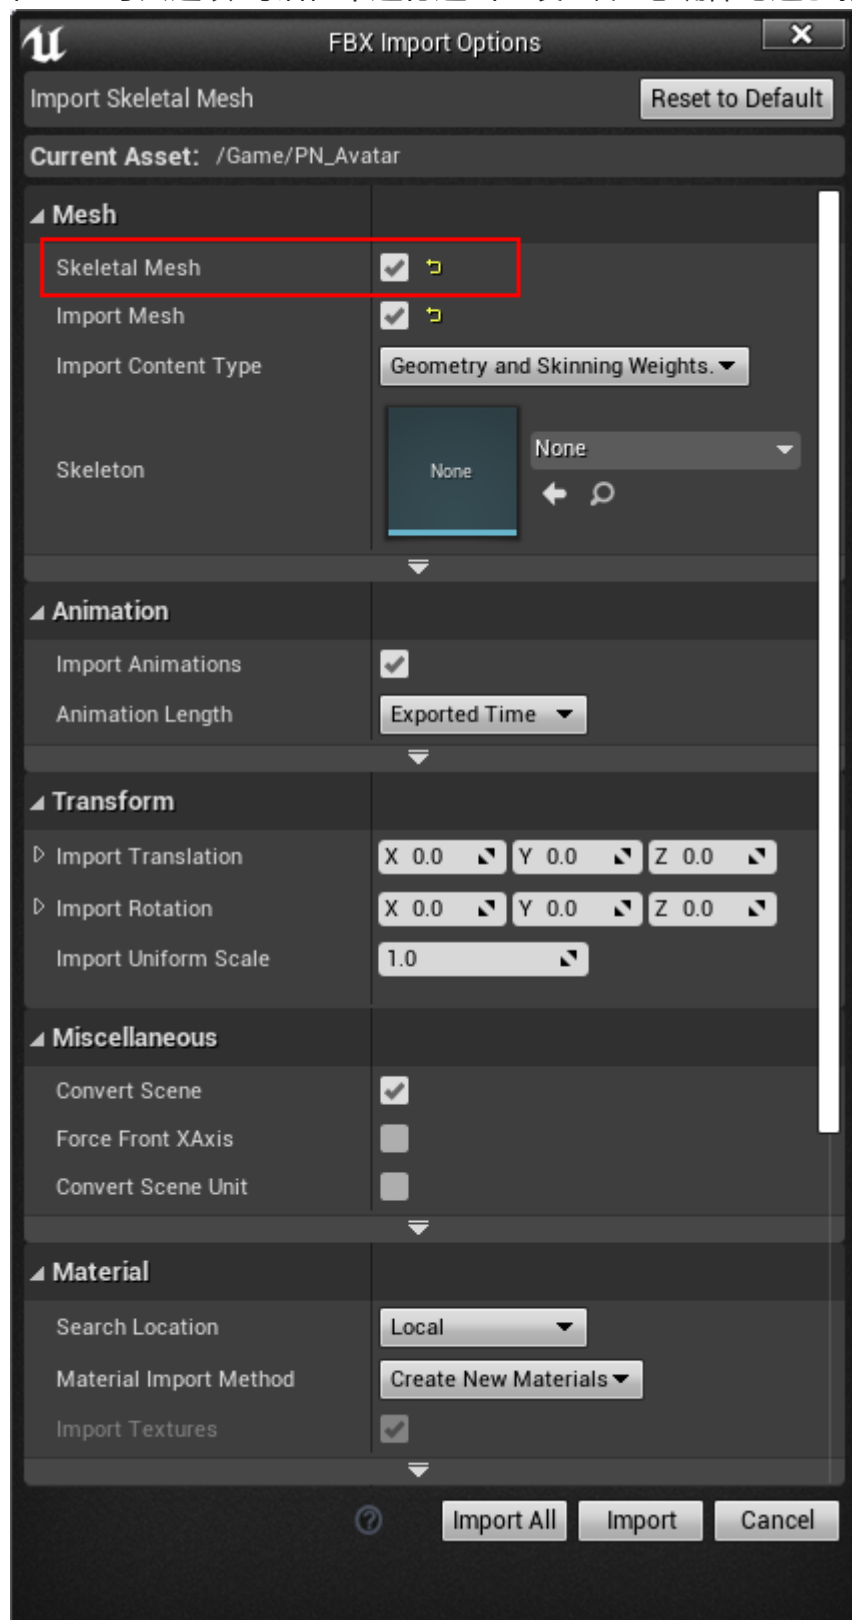 FBX Import Options
Import Skeletal Mesh
Reset to Default
Current Asset: /Game/PN_Avatar
Mesh
Skeletal Mesh
Import Mesh
Import Content Type Geometry and Skinning Weights.
Skeleton None None
Animation
Import Animations
Animation Length Exported Time
Transform
Import Translation X 0.0 Y 0.0 Z 0.0
Import Rotation X 0.0 Y 0.0 Z 0.0
Import Uniform Scale 1.0
Miscellaneous
Convert Scene
Force Front XAxis
Convert Scene Unit
Material
Search Location Local
Material Import Method Create New Materials
Import Textures
? Import All Import Cancel